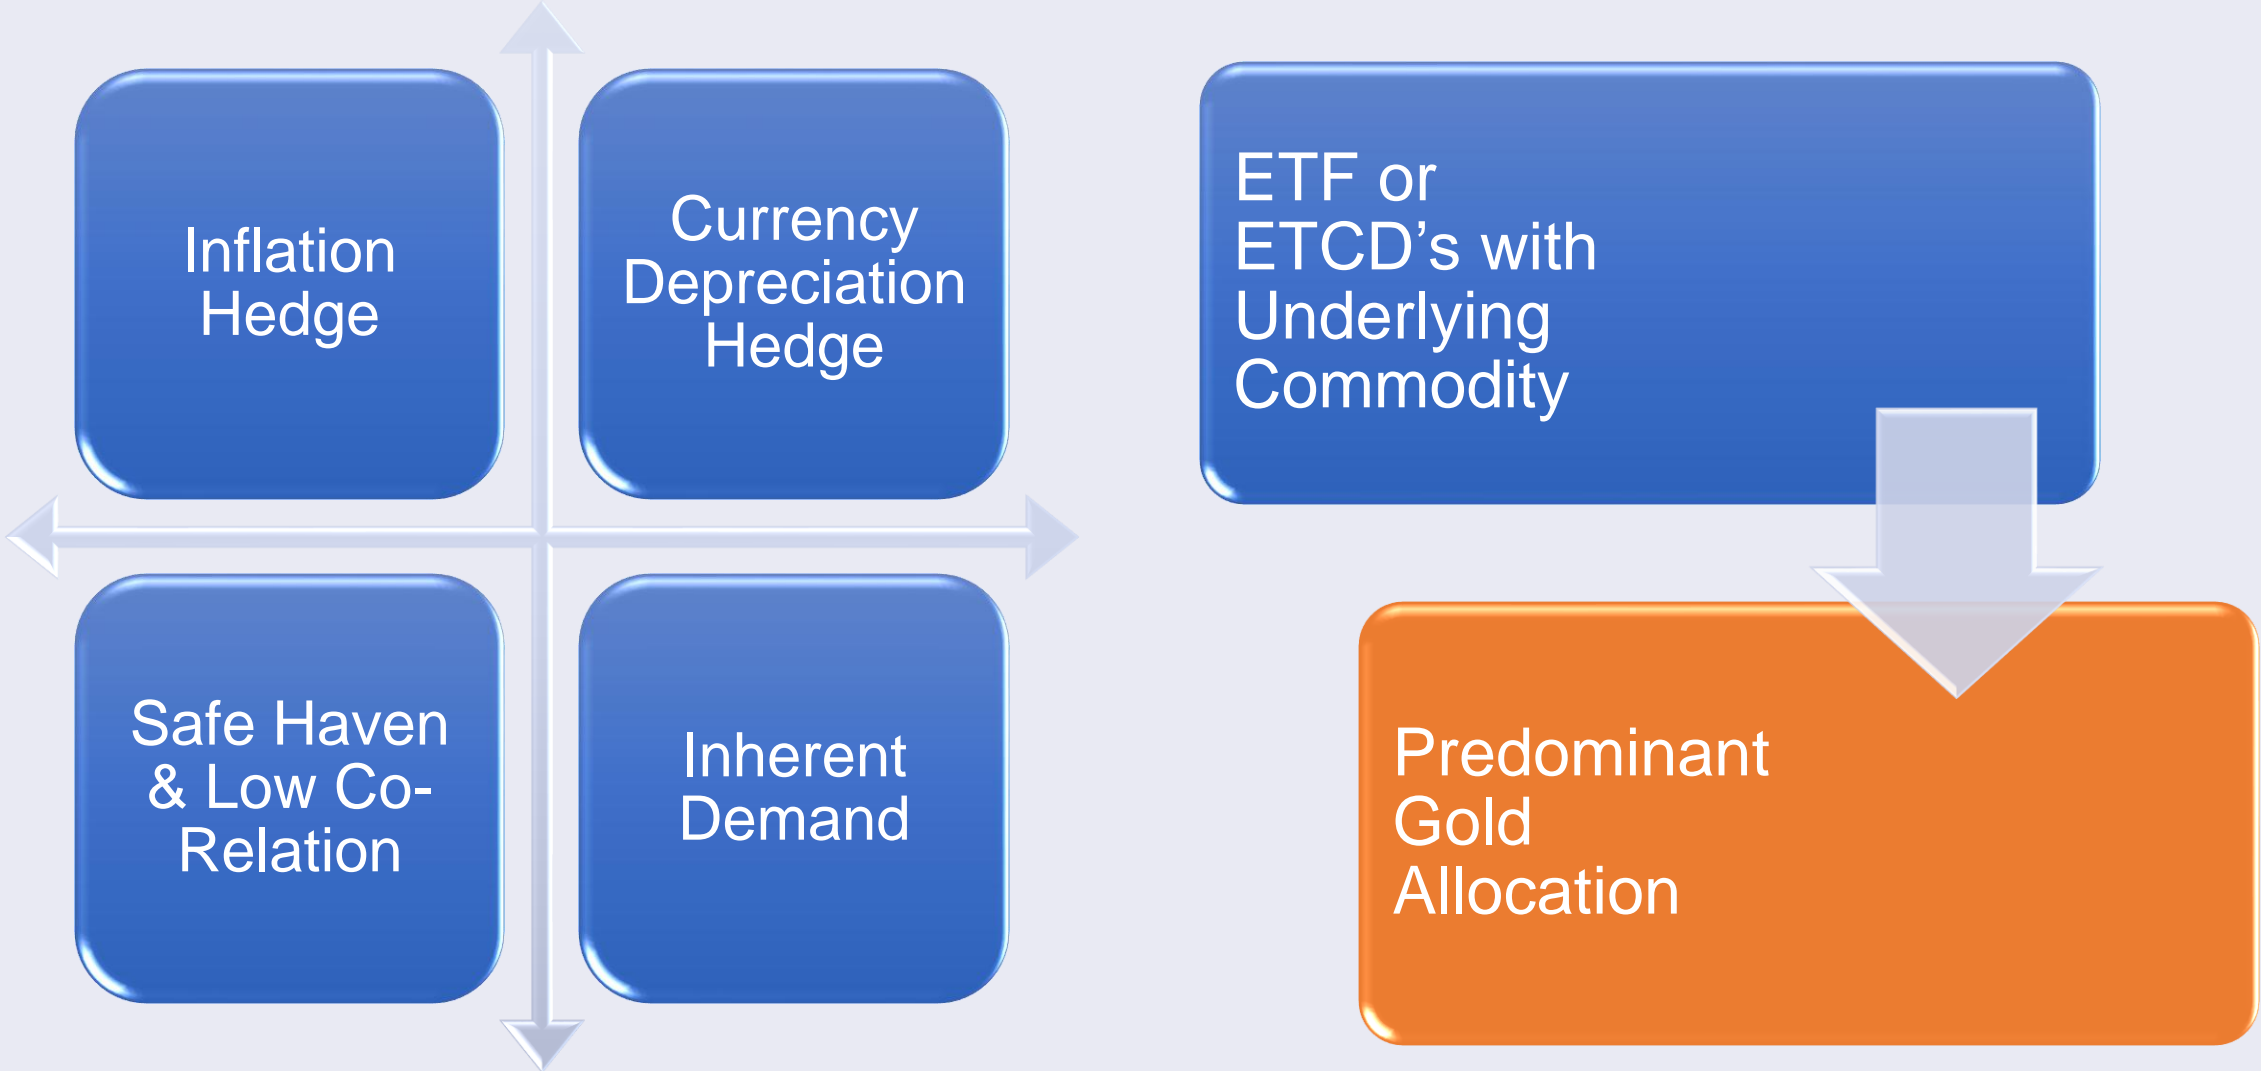 Inflation
Hedge
Currency
Depreciation
Hedge
Safe Haven
& Low Co-
Relation
Inherent
Demand
ETF or
ETCD’s with
Underlying
Commodity
Predominant
Gold
Allocation